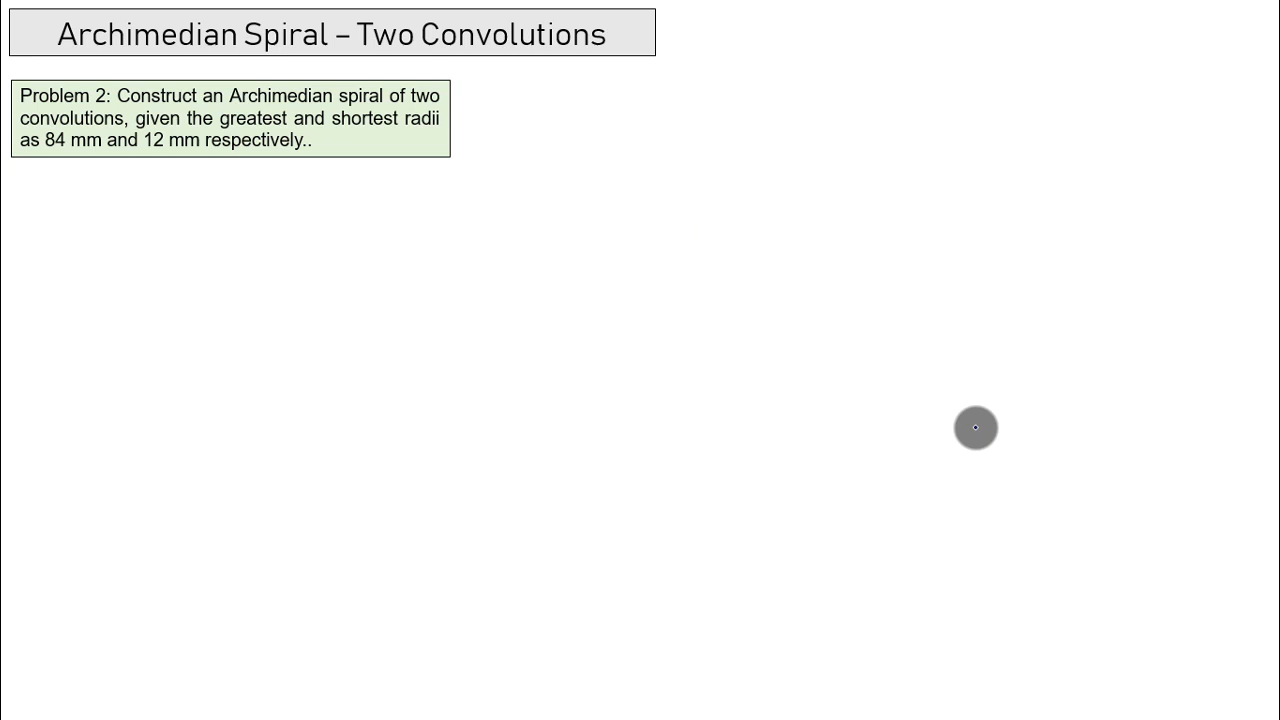 Archimedian Spiral – Two Convolutions
Problem 2: Construct an Archimedian spiral of two
convolutions, given the greatest and shortest radii
as 84 mm and 12 mm respectively..